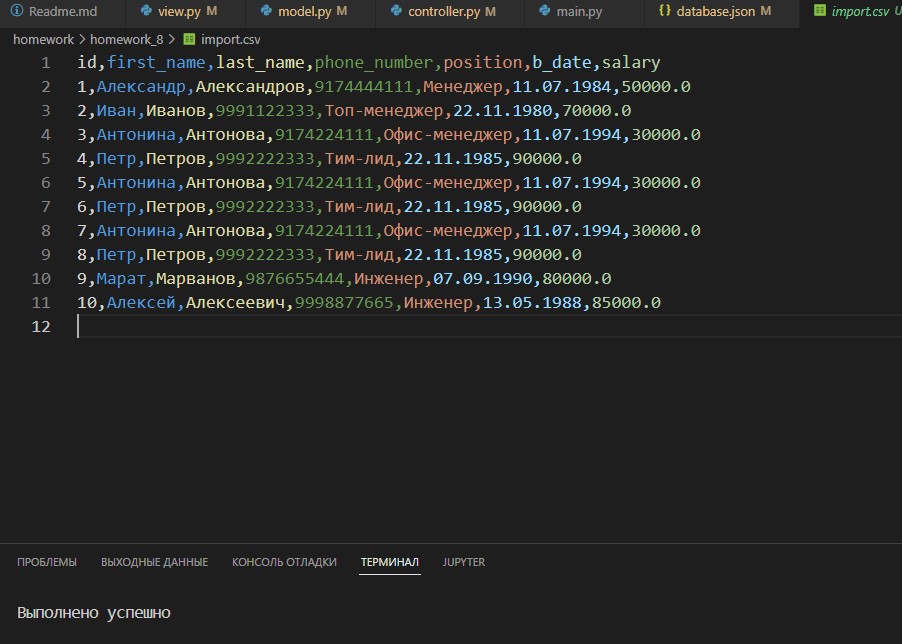 Readme.md view.py M model.py M controller.py M main.py {} database.json M import.csv U
homework > homework_8 > import.csv
1 id,first_name,last_name,phone_number,position,b_date,salary
2 1,Александр,Александров,9174444111,Менеджер,11.07.1984,50000.0
3 2,Иван,Иванов,9991122333,Топ-менеджер,22.11.1980,70000.0
4 3,Антонина,Антонова,9174224111,Офис-менеджер,11.07.1994,30000.0
5 4,Петр,Петров,9992222333,Тим-лид,22.11.1985,90000.0
6 5,Антонина,Антонова,9174224111,Офис-менеджер,11.07.1994,30000.0
7 6,Петр,Петров,9992222333,Тим-лид,22.11.1985,90000.0
8 7,Антонина,Антонова,9174224111,Офис-менеджер,11.07.1994,30000.0
9 8,Петр,Петров,9992222333,Тим-лид,22.11.1985,90000.0
10 9,Марат,Марванов,9876655444,Инженер,07.09.1990,80000.0
11 10,Алексей,Алексеевич,9998877665,Инженер,13.05.1988,85000.0
12
ПРОБЛЕМЫ ВЫХОДНЫЕ ДАННЫЕ КОНСОЛЬ ОТЛАДКИ ТЕРМИНАЛ JUPYTER
Выполнено успешно